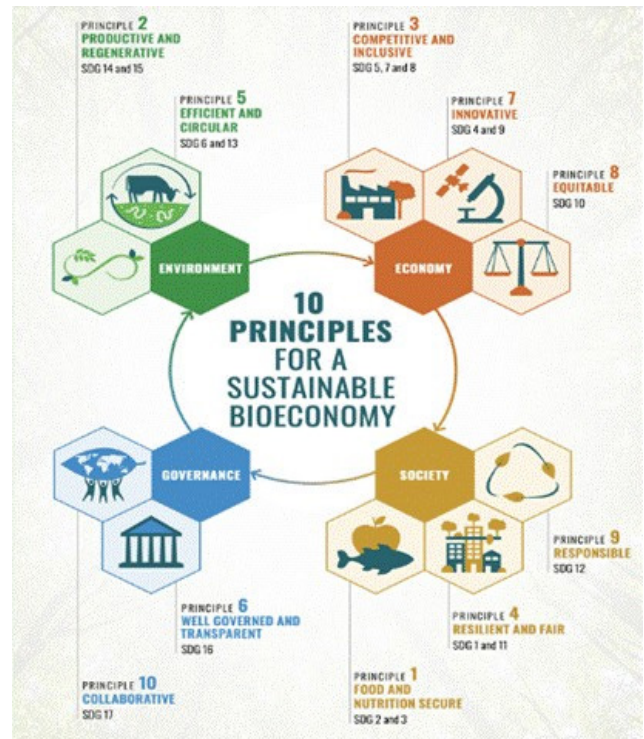 PRINCIPLE 2
PRODUCTIVE AND
REGENERATIVE
SDG 14 and 15
PRINCIPLE 3
COMPETITIVE AND
INCLUSIVE
SDG 5, 7 and 8
PRINCIPLE 5
EFFICIENT AND
CIRCULAR
SDG 6 and 13
PRINCIPLE 7
INNOVATIVE
SDG 4 and 9
PRINCIPLE 8
EQUITABLE
SDG 10
ENVIRONMENT
ECONOMY
10
PRINCIPLES
FOR A
SUSTAINABLE
BIOECONOMY
GOVERNANCE
SOCIETY
PRINCIPLE 9
RESPONSIBLE
SDG 12
PRINCIPLE 6
WELL GOVERNED AND
TRANSPARENT
SDG 16
PRINCIPLE 4
RESILIENT AND FAIR
SDG 1 and 11
PRINCIPLE 10
COLLABORATIVE
SDG 17
PRINCIPLE 1
FOOD AND
NUTRITION SECURE
SDG 2 and 3